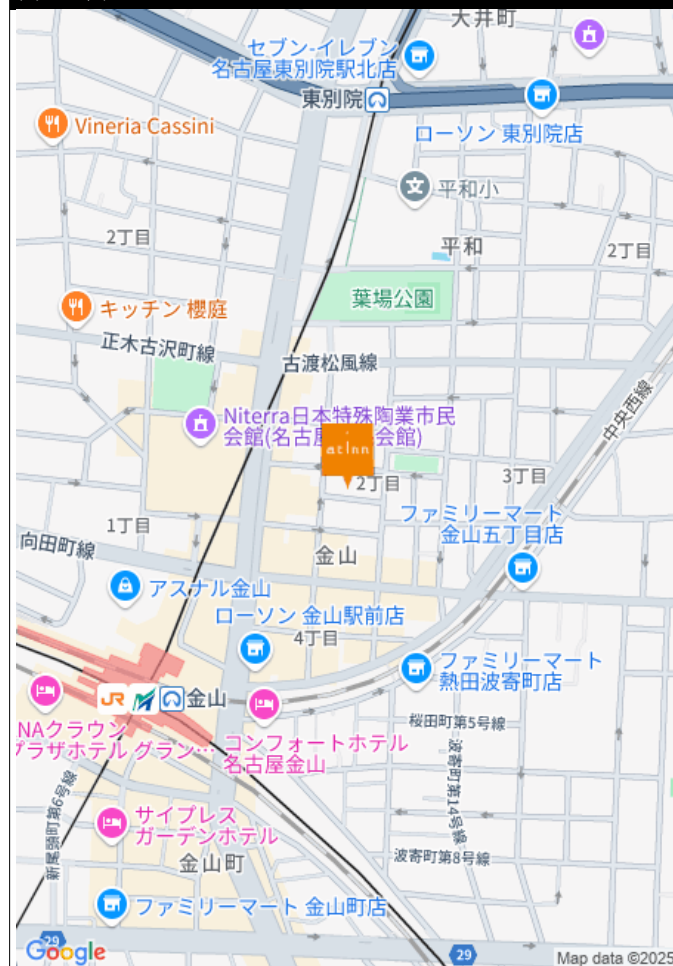 大井町
セブン-イレブン
名古屋東別院駅北店
東別院
ローソン 東別院店
Vineria Cassini
平和小
2丁目
平和
2丁目
葉場公園
キッチン 櫻庭
正木古沢町線
古渡松風線
中央西線
Niterra日本特殊陶業市民
会館(名古屋
会館)
at inn
2丁目
3丁目
1丁目
ファミリーマート
金山五丁目店
向田町線
金山
アスナル金山
ローソン 金山駅前店
4丁目
ファミリーマート
熱田波寄町店
JR
金山
NAクラウン
プラザホテル グラン…
コンフォートホテル
名古屋金山
桜田町第5号線
波寄町第14号線
新尾頭町第6号線
サイプレス
ガーデンホテル
金山町
波寄町第8号線
ファミリーマート 金山町店
29
Google
29
Map data ©2025